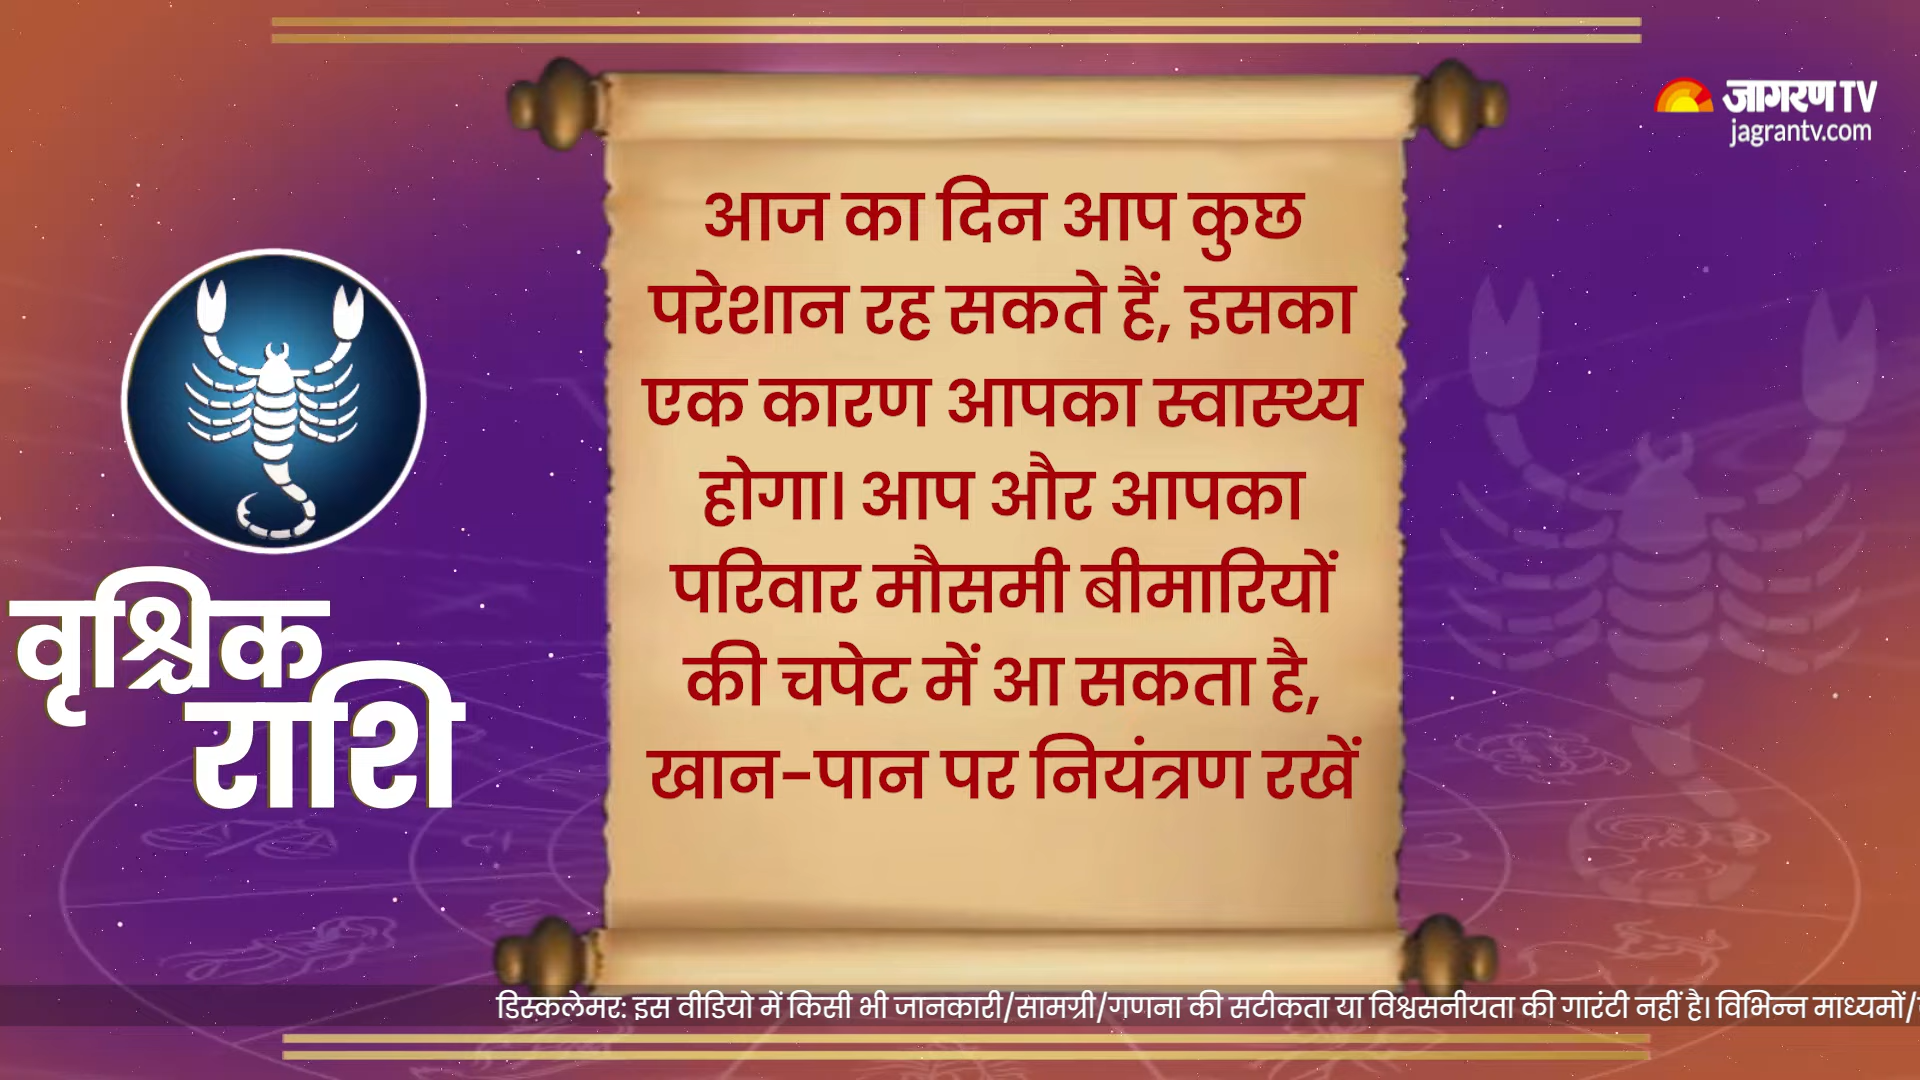 जागरण TV
jagrantv.com
वृश्चिक
राशि
आज का दिन आप कुछ
परेशान रह सकते हैं, इसका
एक कारण आपका स्वास्थ्य
होगा। आप और आपका
परिवार मौसमी बीमारियों
की चपेट में आ सकता है,
खान-पान पर नियंत्रण रखें
डिस्कलेमर: इस वीडियो में किसी भी जानकारी/सामग्री/गणना की सटीकता या विश्वसनीयता की गारंटी नहीं है। विभिन्न माध्यमों/